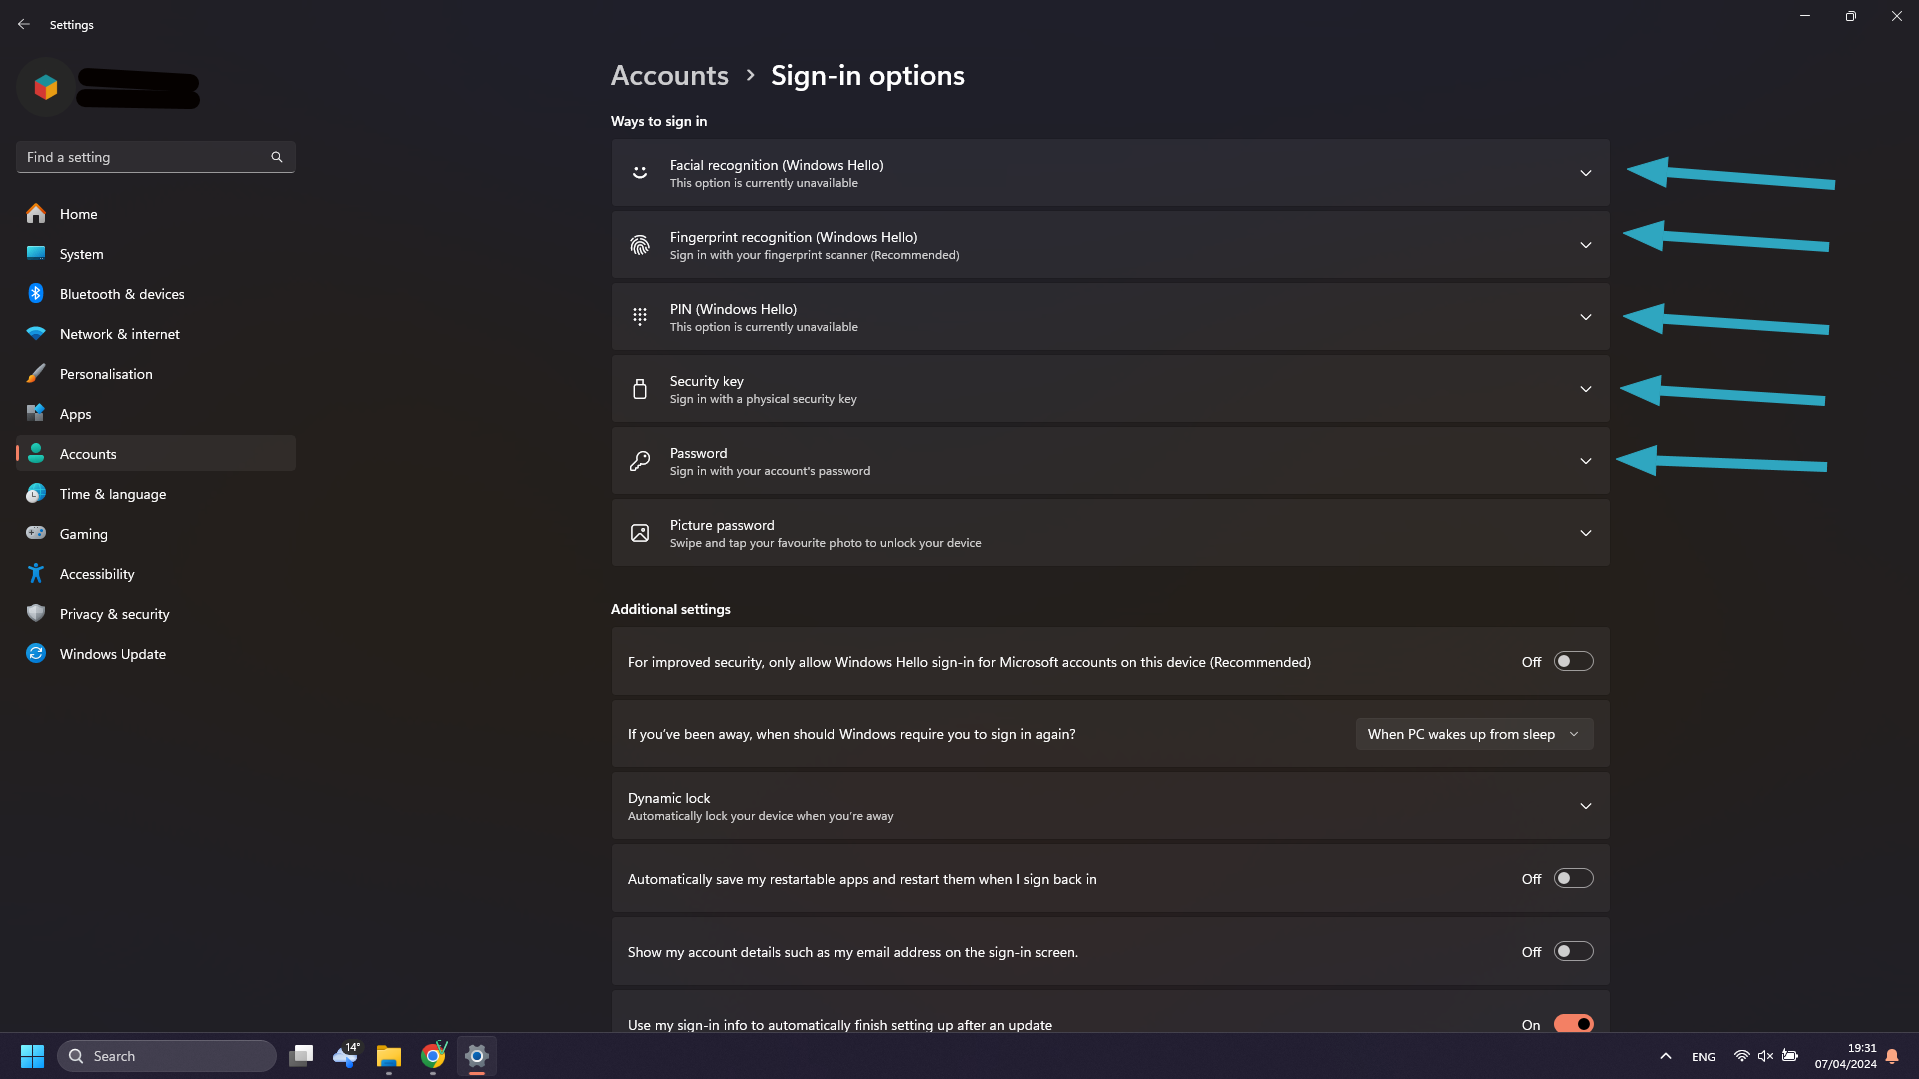 Settings
Find a setting
Home
System
Bluetooth & devices
Network & internet
Personalisation
Apps
Accounts
Time & language
Gaming
Accessibility
Privacy & security
Windows Update
Accounts > Sign-in options
Ways to sign in
Facial recognition (Windows Hello)
This option is currently unavailable
Fingerprint recognition (Windows Hello)
Sign in with your fingerprint scanner (Recommended)
PIN (Windows Hello)
This option is currently unavailable
Security key
Sign in with a physical security key
Password
Sign in with your account's password
Picture password
Swipe and tap your favourite photo to unlock your device
Additional settings
For improved security, only allow Windows Hello sign-in for Microsoft accounts on this device (Recommended) Off
If you've been away, when should Windows require you to sign in again? When PC wakes up from sleep
Dynamic lock
Automatically lock your device when you're away
Automatically save my restartable apps and restart them when I sign back in Off
Show my account details such as my email address on the sign-in screen. Off
Use my sign-in info to automatically finish setting up after an update On
Search
14°
ENG
19:31
07/04/2024